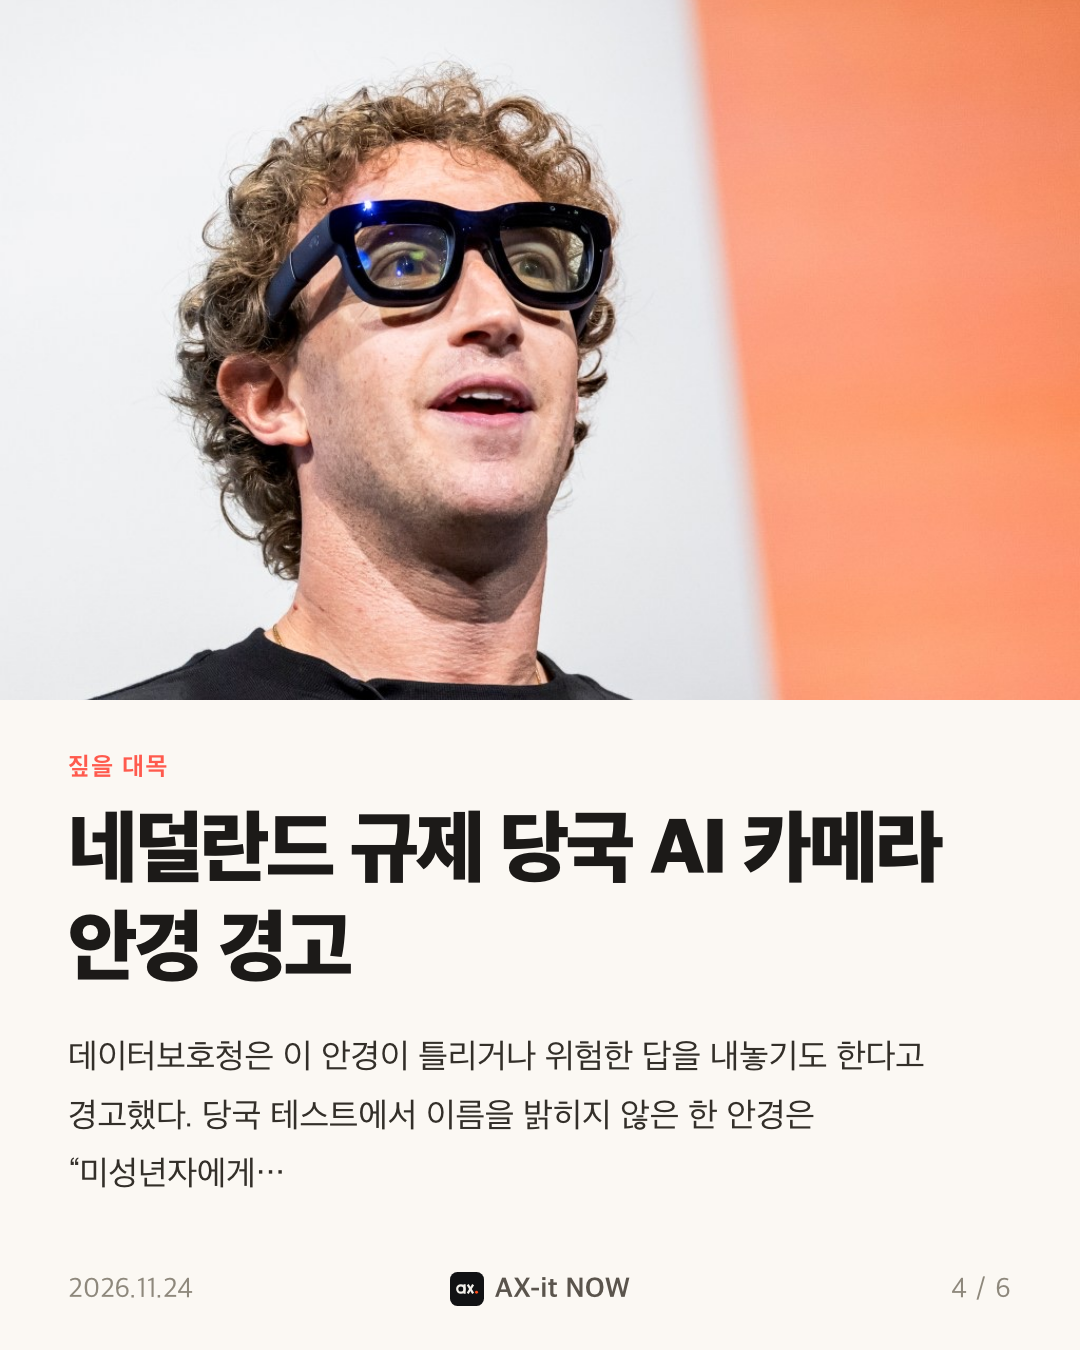 짚을 대목
네덜란드 규제 당국 AI 카메라
안경 경고
데이터보호청은 이 안경이 틀리거나 위험한 답을 내놓기도 한다고
경고했다. 당국 테스트에서 이름을 밝히지 않은 한 안경은
“미성년자에게…
2026.11.24
ax.
AX-it NOW
4 / 6